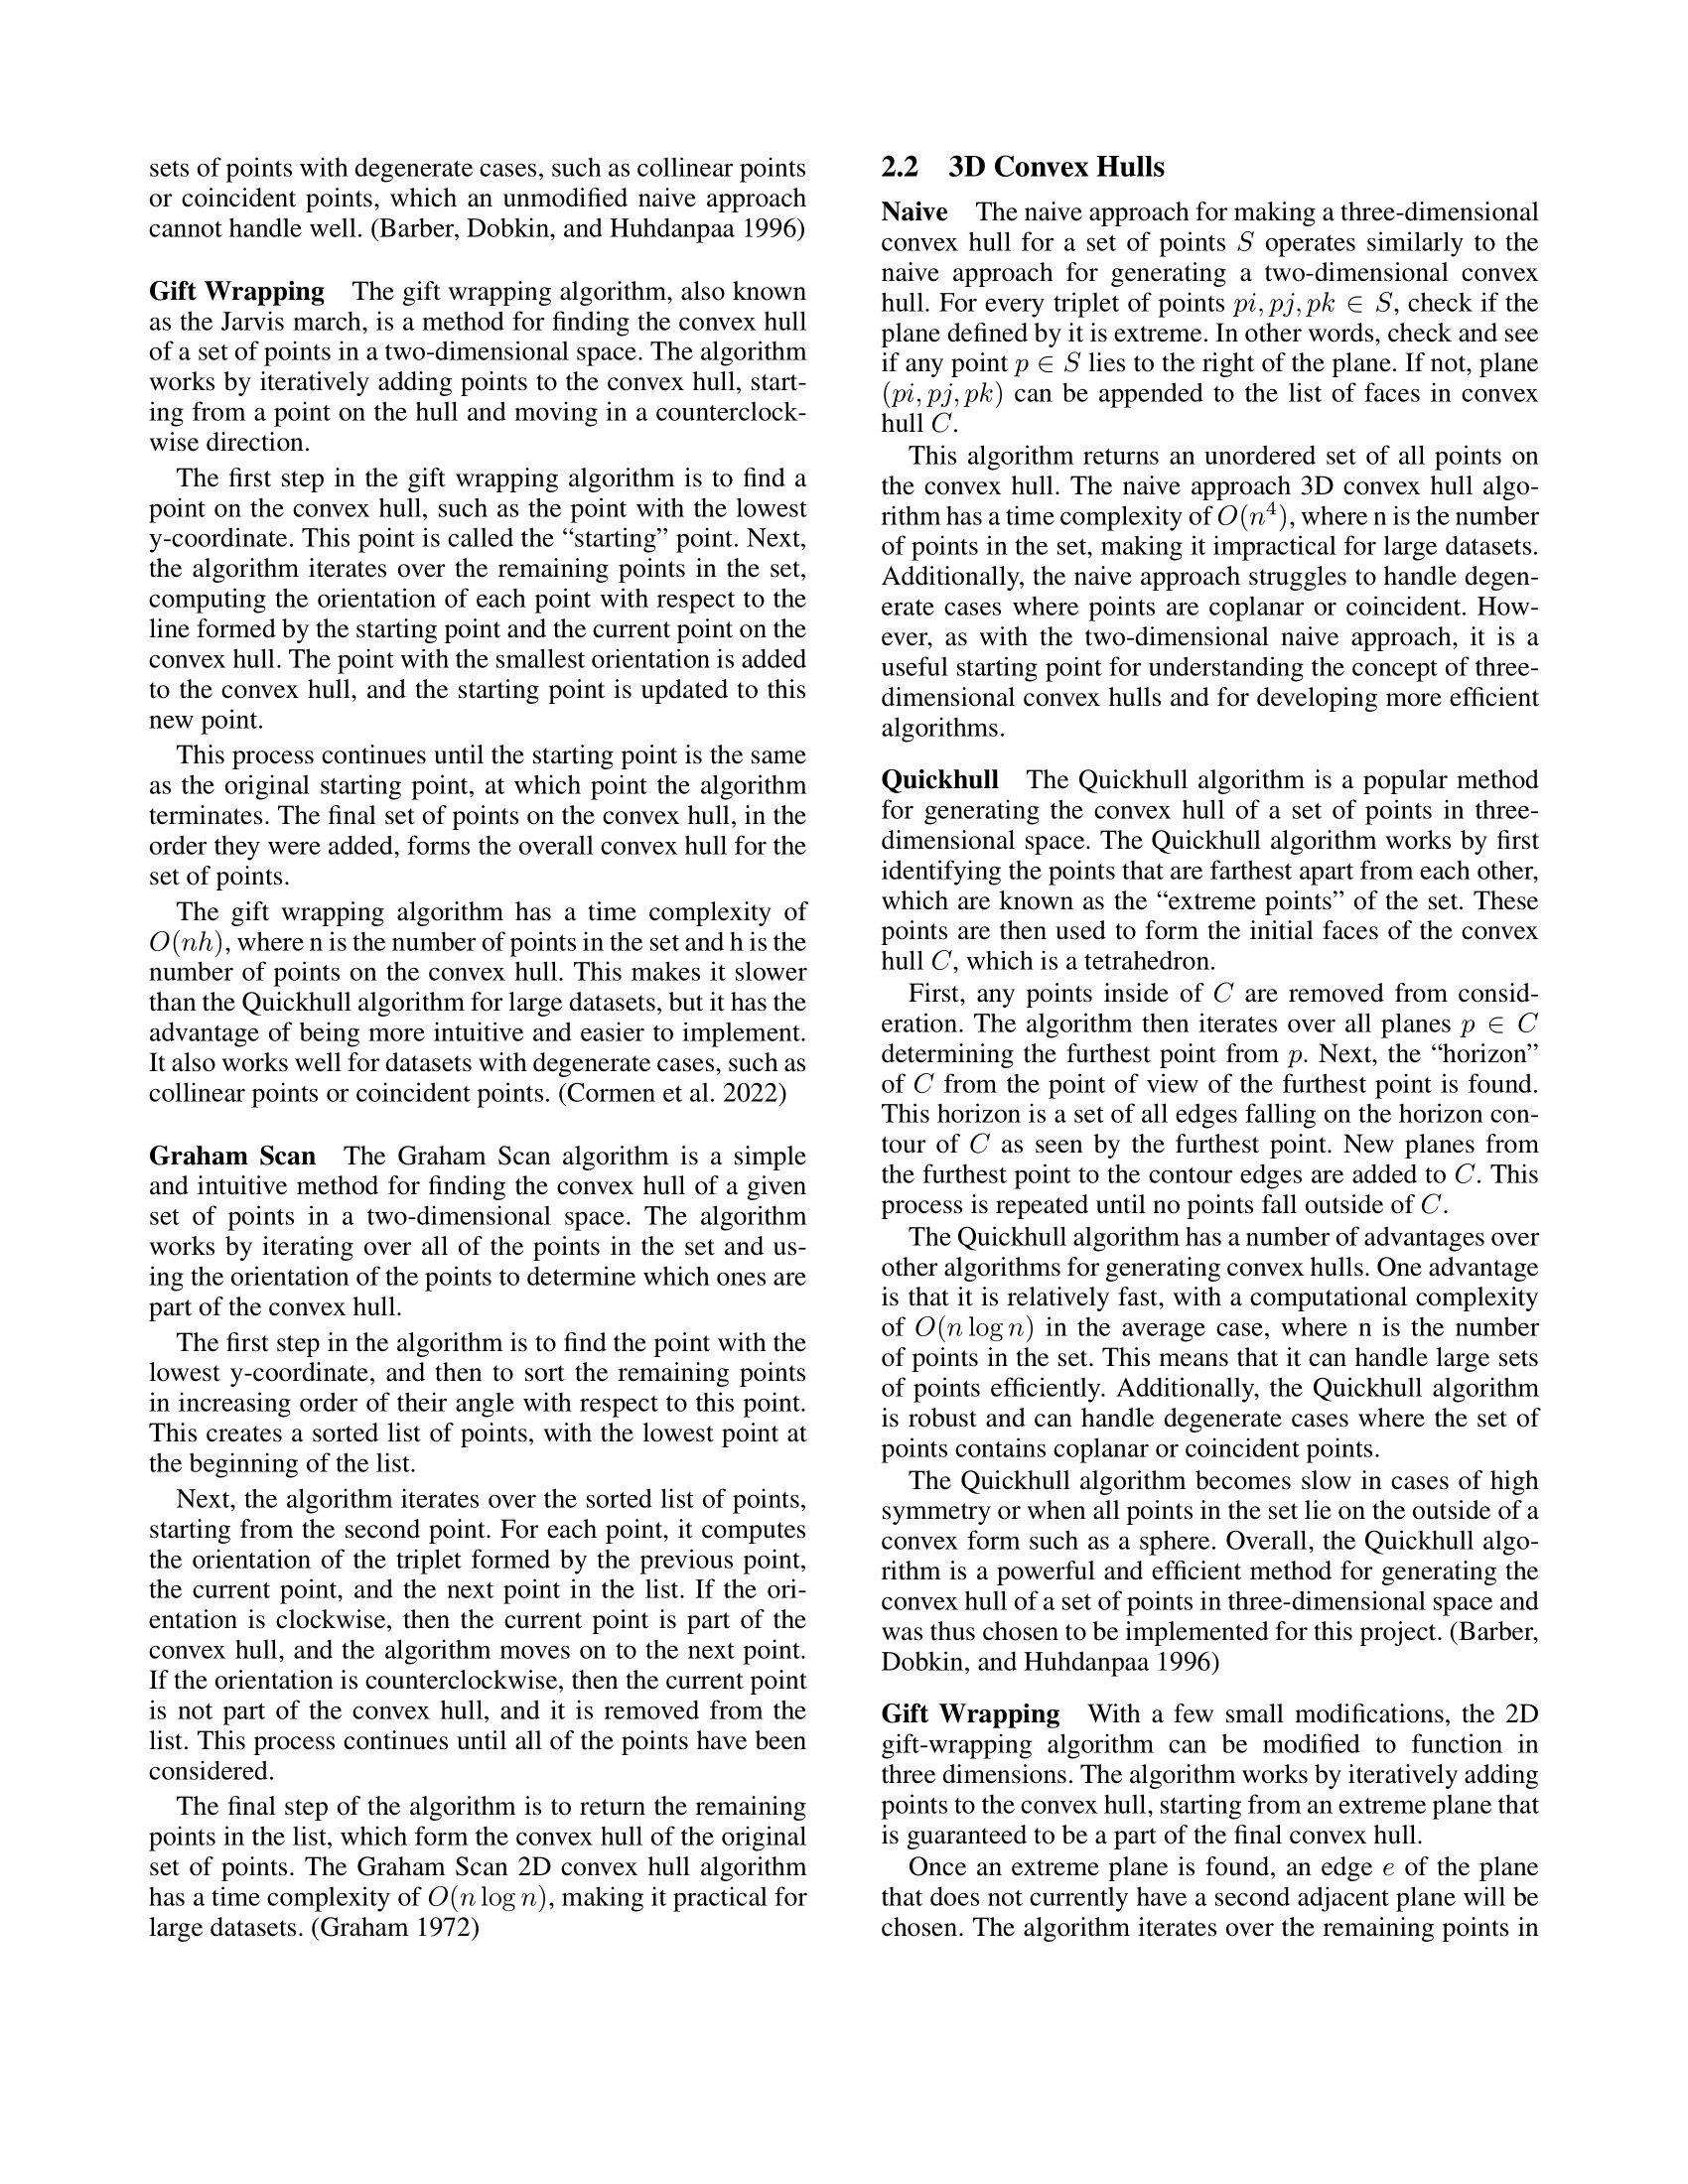 sets of points with degenerate cases, such as collinear points
or coincident points, which an unmodified naive approach
cannot handle well. (Barber, Dobkin, and Huhdanpaa 1996)
Gift Wrapping The gift wrapping algorithm, also known
as the Jarvis march, is a method for finding the convex hull
of a set of points in a two-dimensional space. The algorithm
works by iteratively adding points to the convex hull, start-
ing from a point on the hull and moving in a counterclock-
wise direction.
The first step in the gift wrapping algorithm is to find a
point on the convex hull, such as the point with the lowest
y-coordinate. This point is called the “starting” point. Next,
the algorithm iterates over the remaining points in the set,
computing the orientation of each point with respect to the
line formed by the starting point and the current point on the
convex hull. The point with the smallest orientation is added
to the convex hull, and the starting point is updated to this
new point.
This process continues until the starting point is the same
as the original starting point, at which point the algorithm
terminates. The final set of points on the convex hull, in the
order they were added, forms the overall convex hull for the
set of points.
The gift wrapping algorithm has a time complexity of
O(nh), where n is the number of points in the set and h is the
number of points on the convex hull. This makes it slower
than the Quickhull algorithm for large datasets, but it has the
advantage of being more intuitive and easier to implement.
It also works well for datasets with degenerate cases, such as
collinear points or coincident points. (Cormen et al. 2022)
Graham Scan The Graham Scan algorithm is a simple
and intuitive method for finding the convex hull of a given
set of points in a two-dimensional space. The algorithm
works by iterating over all of the points in the set and us-
ing the orientation of the points to determine which ones are
part of the convex hull.
The first step in the algorithm is to find the point with the
lowest y-coordinate, and then to sort the remaining points
in increasing order of their angle with respect to this point.
This creates a sorted list of points, with the lowest point at
the beginning of the list.
Next, the algorithm iterates over the sorted list of points,
starting from the second point. For each point, it computes
the orientation of the triplet formed by the previous point,
the current point, and the next point in the list. If the ori-
entation is clockwise, then the current point is part of the
convex hull, and the algorithm moves on to the next point.
If the orientation is counterclockwise, then the current point
is not part of the convex hull, and it is removed from the
list. This process continues until all of the points have been
considered.
The final step of the algorithm is to return the remaining
points in the list, which form the convex hull of the original
set of points. The Graham Scan 2D convex hull algorithm
has a time complexity of O(n log n), making it practical for
large datasets. (Graham 1972)
2.2 3D Convex Hulls
Naive The naive approach for making a three-dimensional
convex hull for a set of points S operates similarly to the
naive approach for generating a two-dimensional convex
hull. For every triplet of points pi, pj, pk ∈ S, check if the
plane defined by it is extreme. In other words, check and see
if any point p ∈ S lies to the right of the plane. If not, plane
(pi, pj, pk) can be appended to the list of faces in convex
hull C.
This algorithm returns an unordered set of all points on
the convex hull. The naive approach 3D convex hull algo-
rithm has a time complexity of O(n⁴), where n is the number
of points in the set, making it impractical for large datasets.
Additionally, the naive approach struggles to handle degen-
erate cases where points are coplanar or coincident. How-
ever, as with the two-dimensional naive approach, it is a
useful starting point for understanding the concept of three-
dimensional convex hulls and for developing more efficient
algorithms.
Quickhull The Quickhull algorithm is a popular method
for generating the convex hull of a set of points in three-
dimensional space. The Quickhull algorithm works by first
identifying the points that are farthest apart from each other,
which are known as the “extreme points” of the set. These
points are then used to form the initial faces of the convex
hull C, which is a tetrahedron.
First, any points inside of C are removed from consid-
eration. The algorithm then iterates over all planes p ∈ C
determining the furthest point from p. Next, the “horizon”
of C from the point of view of the furthest point is found.
This horizon is a set of all edges falling on the horizon con-
tour of C as seen by the furthest point. New planes from
the furthest point to the contour edges are added to C. This
process is repeated until no points fall outside of C.
The Quickhull algorithm has a number of advantages over
other algorithms for generating convex hulls. One advantage
is that it is relatively fast, with a computational complexity
of O(n log n) in the average case, where n is the number
of points in the set. This means that it can handle large sets
of points efficiently. Additionally, the Quickhull algorithm
is robust and can handle degenerate cases where the set of
points contains coplanar or coincident points.
The Quickhull algorithm becomes slow in cases of high
symmetry or when all points in the set lie on the outside of a
convex form such as a sphere. Overall, the Quickhull algo-
rithm is a powerful and efficient method for generating the
convex hull of a set of points in three-dimensional space and
was thus chosen to be implemented for this project. (Barber,
Dobkin, and Huhdanpaa 1996)
Gift Wrapping With a few small modifications, the 2D
gift-wrapping algorithm can be modified to function in
three dimensions. The algorithm works by iteratively adding
points to the convex hull, starting from an extreme plane that
is guaranteed to be a part of the final convex hull.
Once an extreme plane is found, an edge e of the plane
that does not currently have a second adjacent plane will be
chosen. The algorithm iterates over the remaining points in